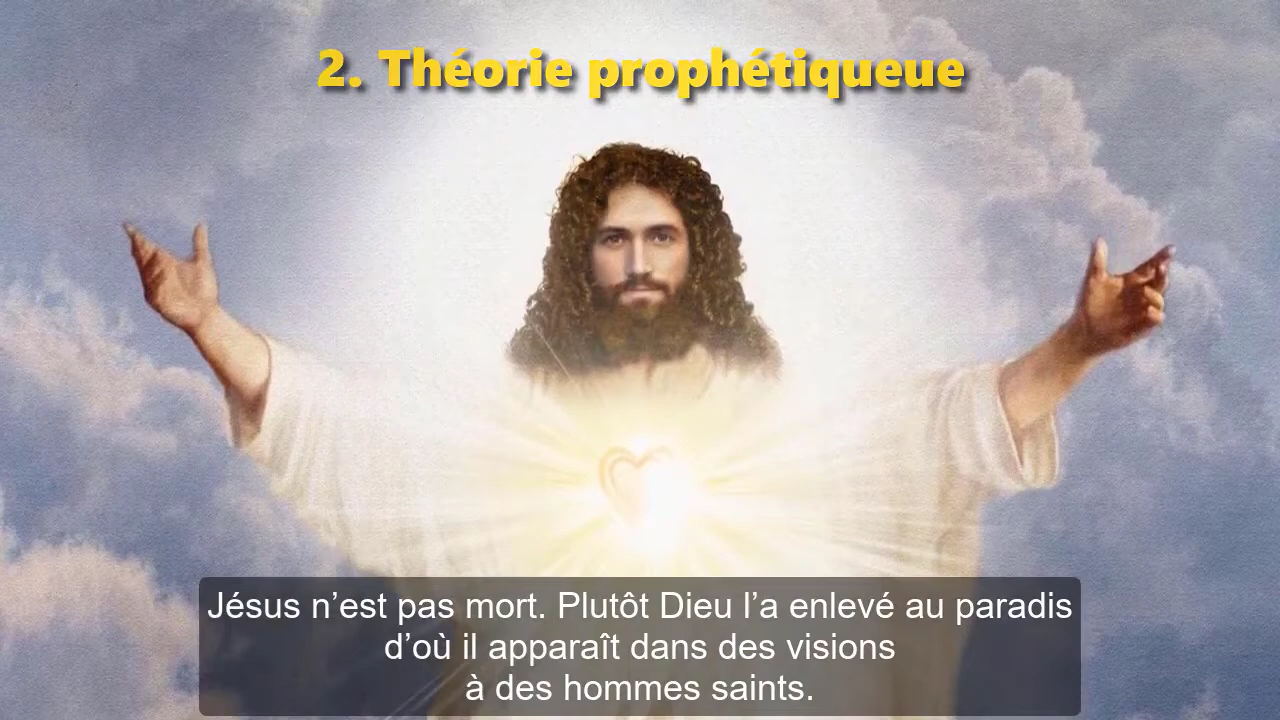 2. Théorie prophétiqueue
Jésus n’est pas mort. Plutôt Dieu l’a enlevé au paradis
d’où il apparaît dans des visions
à des hommes saints.